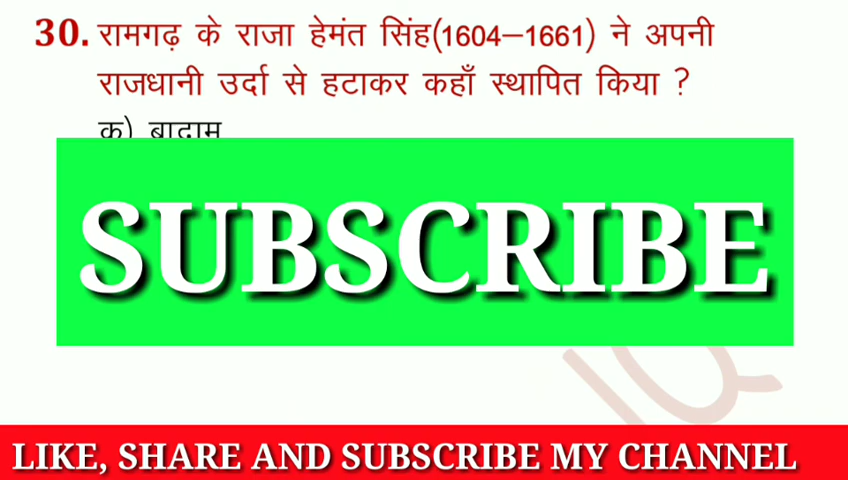 30. रामगढ़ के राजा हेमंत सिंह(1604–1661) ने अपनी
राजधानी उर्दा से हटाकर कहाँ स्थापित किया ?
क) बादाम
SUBSCRIBE
LIKE, SHARE AND SUBSCRIBE MY CHANNEL